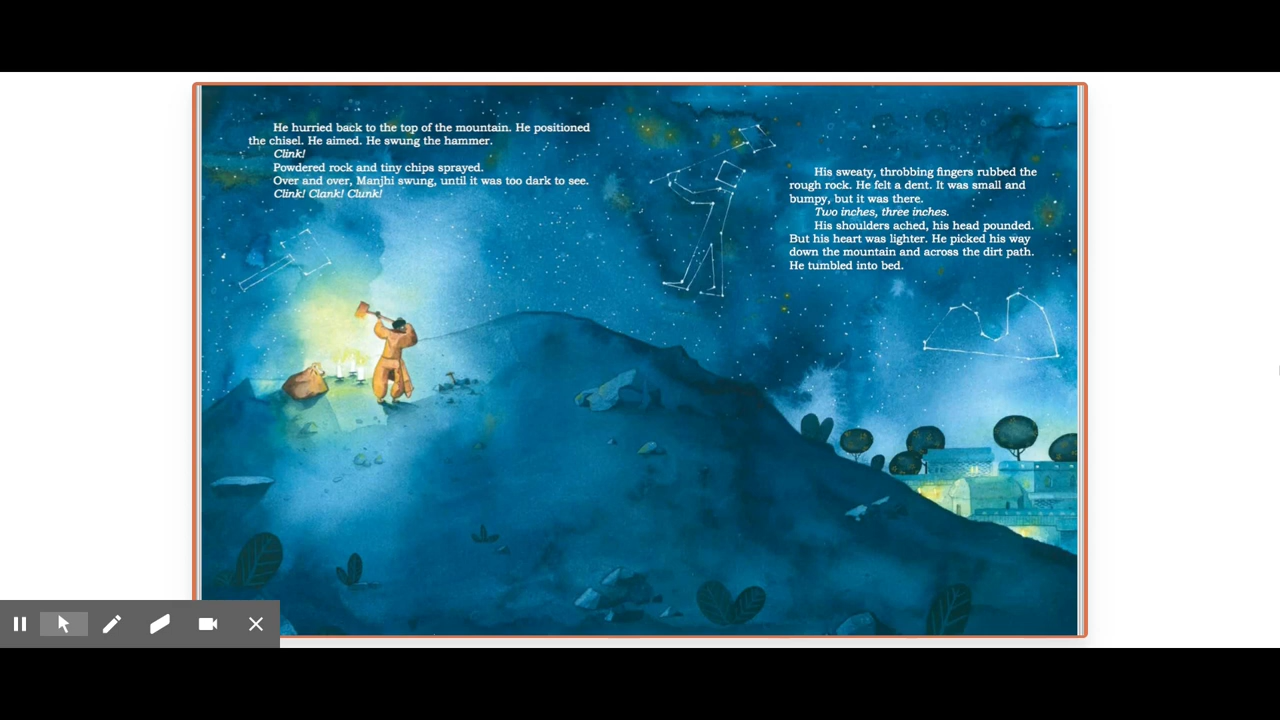 He hurried back to the top of the mountain. He positioned
the chisel. He aimed. He swung the hammer.
Clink!
Powdered rock and tiny chips sprayed.
Over and over, Manjhi swung, until it was too dark to see.
Clink! Clank! Clunk!
His sweaty, throbbing fingers rubbed the
rough rock. He felt a dent. It was small and
bumpy, but it was there.
Two inches, three inches.
His shoulders ached, his head pounded.
But his heart was lighter. He picked his way
down the mountain and across the dirt path.
He tumbled into bed.